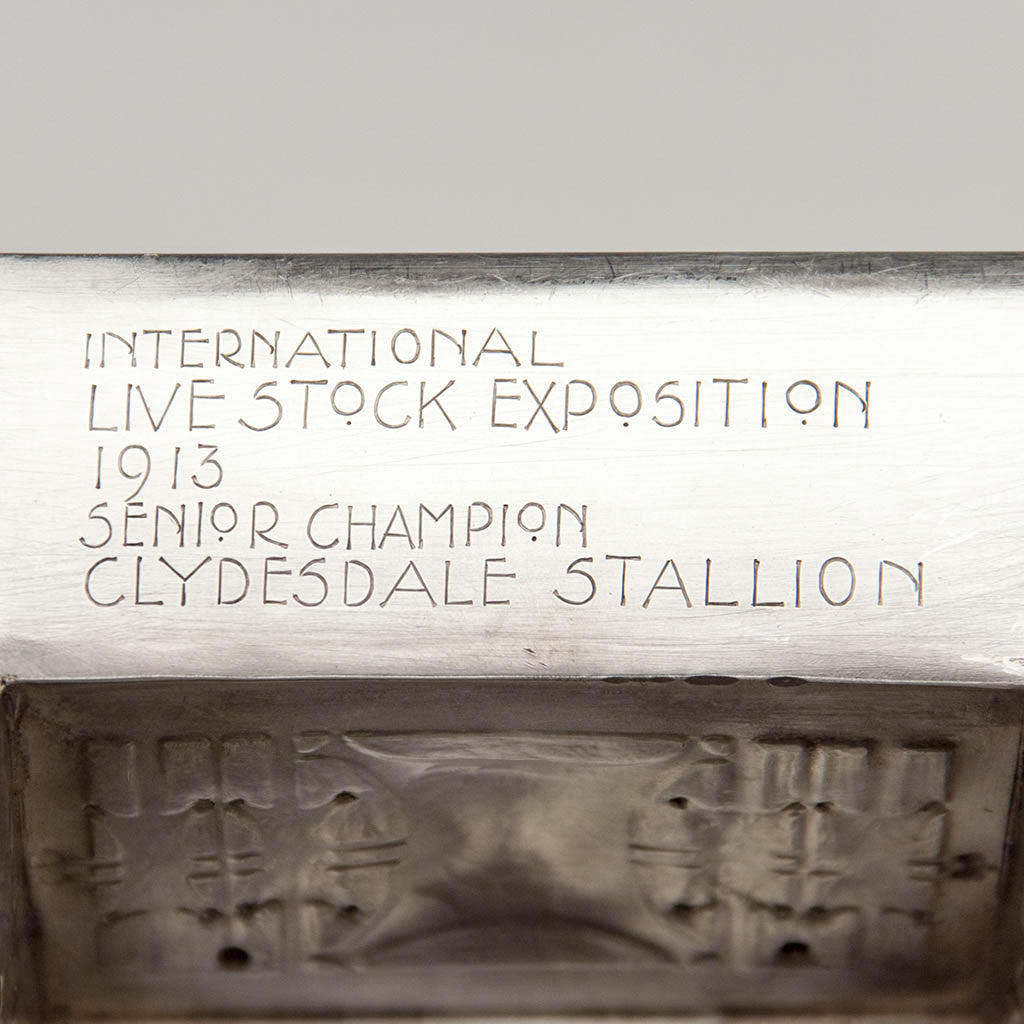 INTERNATIONAL
LIVE STOCK EXPOSITION
1913
SENIOR CHAMPION
CLYDESDALE STALLION